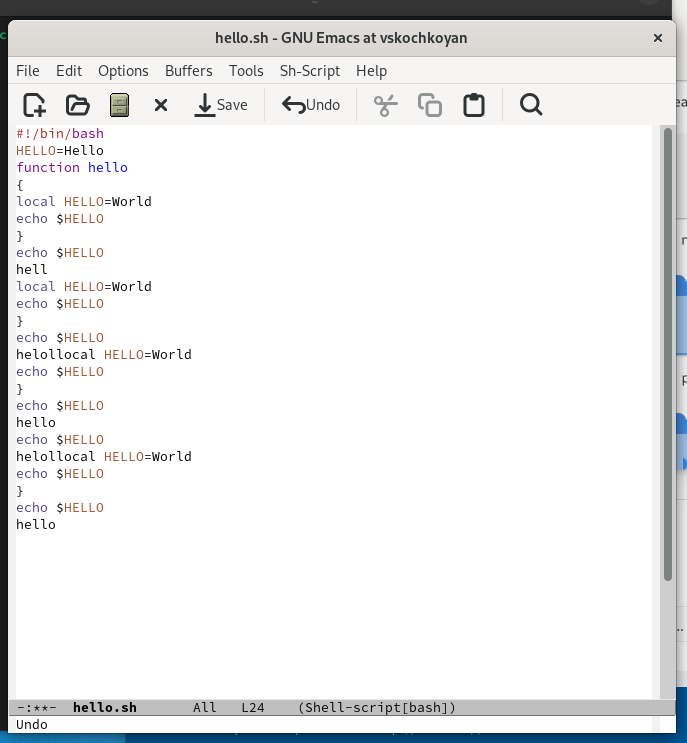 hello.sh - GNU Emacs at vskochkoyan
File Edit Options Buffers Tools Sh-Script Help
Save Undo
#!/bin/bash
HELLO=Hello
function hello
{
local HELLO=World
echo $HELLO
}
echo $HELLO
hell
local HELLO=World
echo $HELLO
}
echo $HELLO
helollocal HELLO=World
echo $HELLO
}
echo $HELLO
hello
echo $HELLO
helollocal HELLO=World
echo $HELLO
}
echo $HELLO
hello
-:**- hello.sh All L24 (Shell-script[bash])
Undo